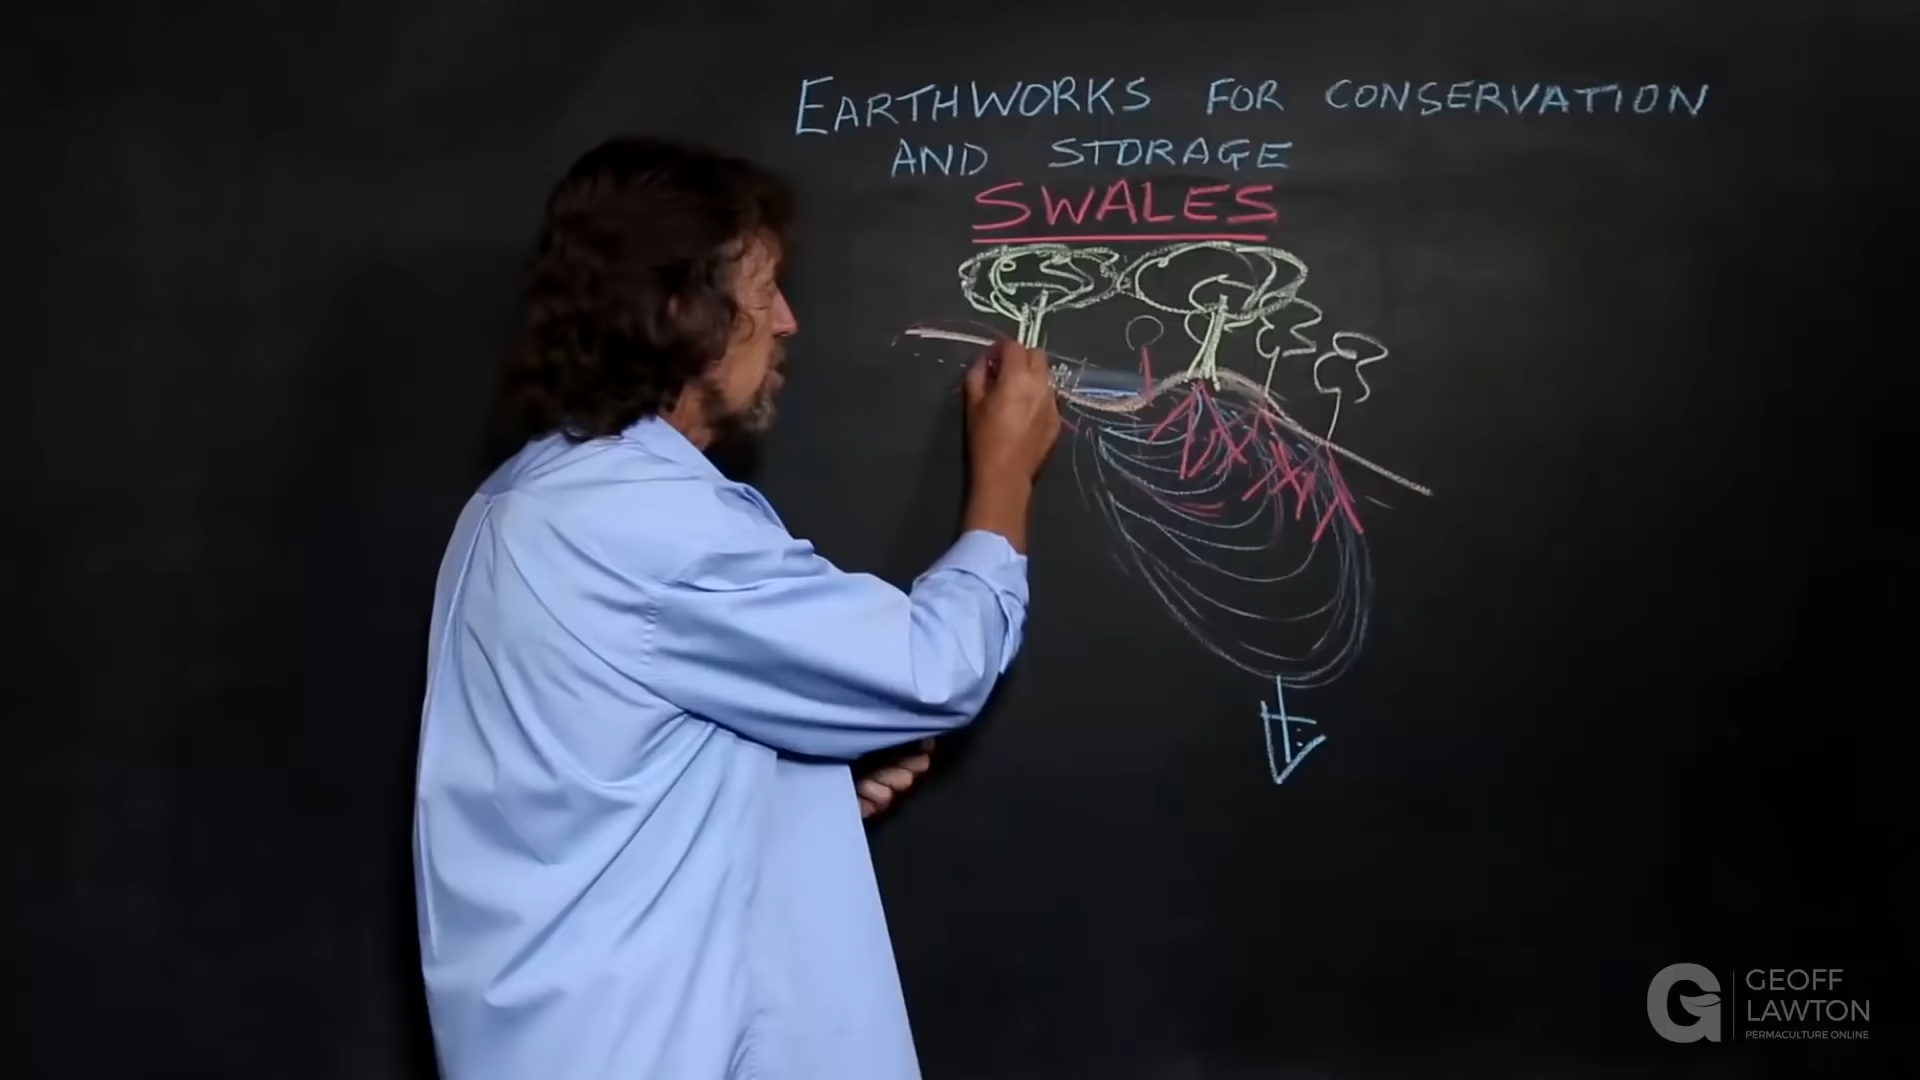 EARTHWORKS FOR CONSERVATION
AND STORAGE
SWALES
GEOFF
LAWTON
PERMACULTURE ONLINE